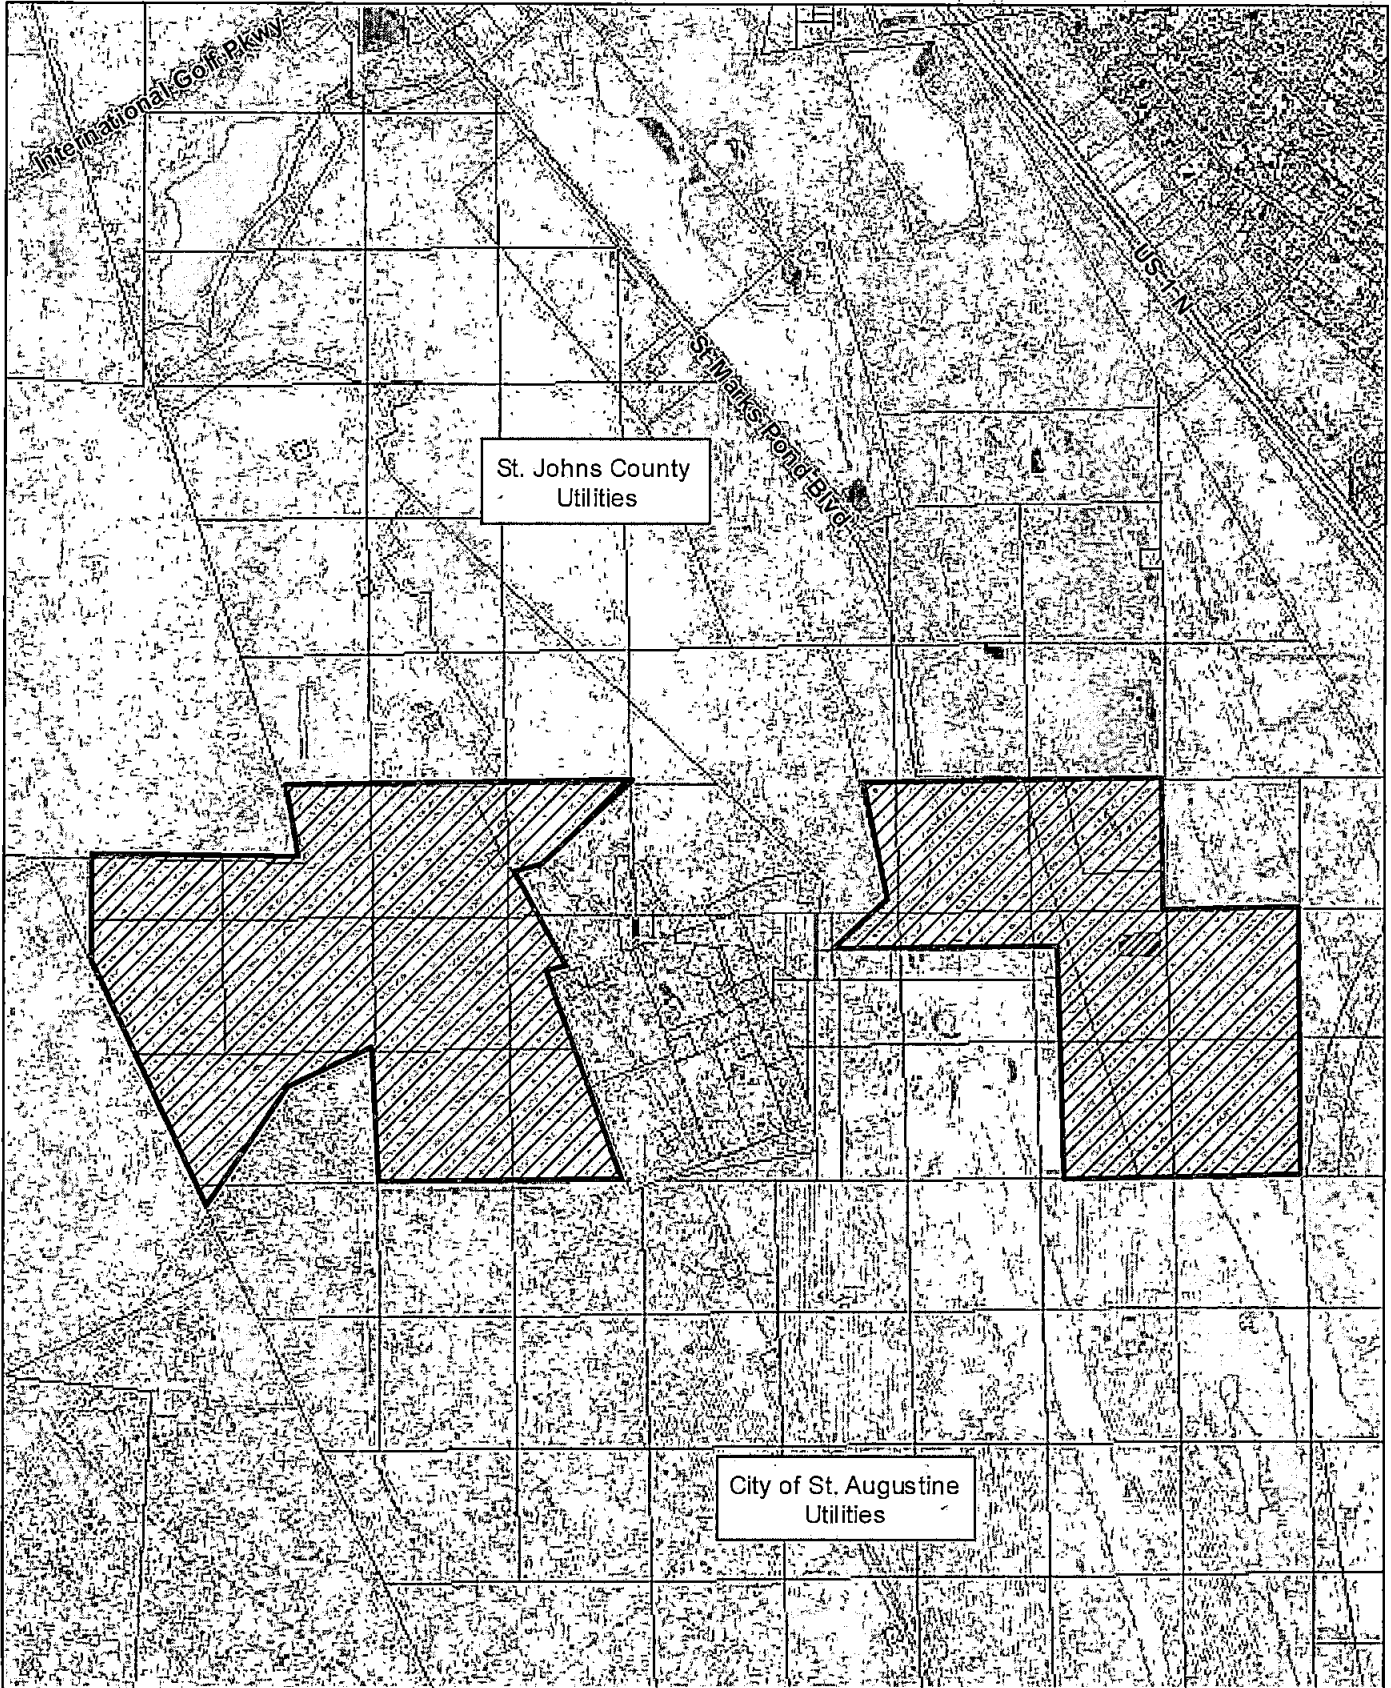 International Golf Pkwy
US 1 N
St Marks Pond Blvd
St. Johns County
Utilities
City of St. Augustine
Utilities